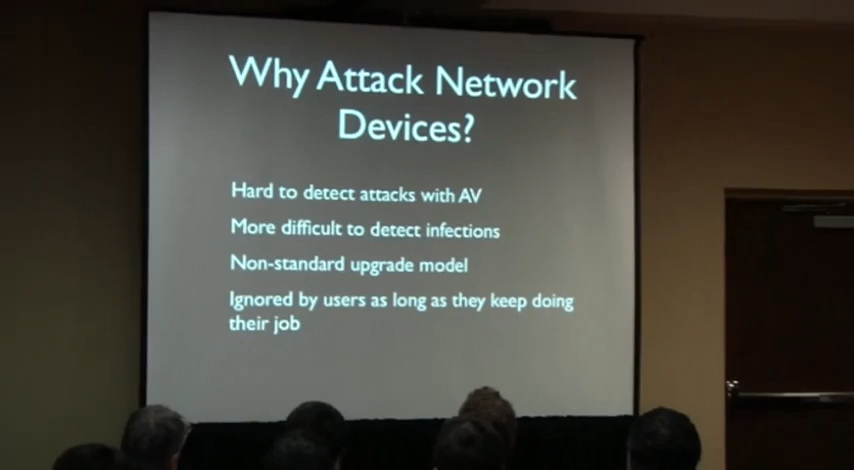 Why Attack Network
Devices?
Hard to detect attacks with AV
More difficult to detect infections
Non-standard upgrade model
Ignored by users as long as they keep doing
their job